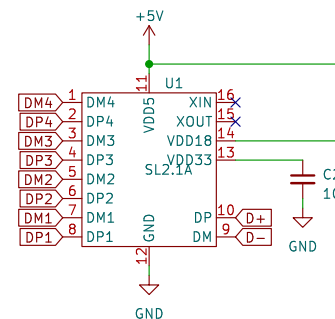 +5V
U1
11
VDD5
DM4 1 DM4
DP4 2 DP4
DM3 3 DM3
DP3 4 DP3
DM2 5 DM2
DP2 6 DP2
DM1 7 DM1
DP1 8 DP1
XIN 16
XOUT 15
VDD18 14
VDD33 13
SL2.1A
DP 10 D+
DM 9 D-
GND
12
GND
GND